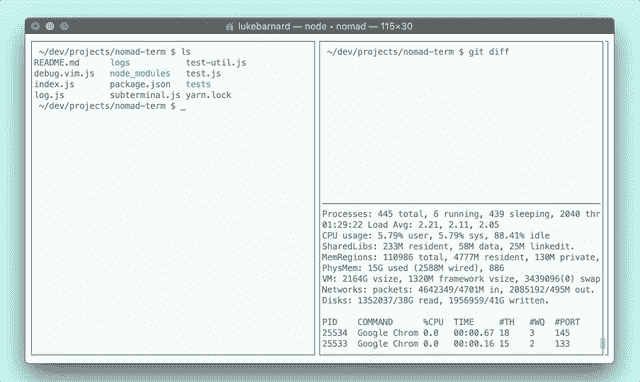 lukebarnard — node • nomad — 115×30
~/dev/projects/nomad-term $ ls
README.md logs test-util.js
debug.vim.js node_modules test.js
index.js package.json tests
log.js subterminal.js yarn.lock
~/dev/projects/nomad-term $ _
~/dev/projects/nomad-term $ git diff
Processes: 445 total, 6 running, 439 sleeping, 2040 thr
01:29:22 Load Avg: 2.21, 2.11, 2.05
CPU usage: 5.79% user, 5.79% sys, 88.41% idle
SharedLibs: 233M resident, 58M data, 25M linkedit.
MemRegions: 110986 total, 4777M resident, 130M private,
PhysMem: 15G used (2588M wired), 886
VM: 2164G vsize, 1320M framework vsize, 3439096(0) swap
Networks: packets: 4642349/4701M in, 2085192/495M out.
Disks: 1352037/38G read, 1956959/41G written.
PID COMMAND %CPU TIME #TH #WQ #PORT
25534 Google Chrom 0.0 00:00.67 18 3 145
25533 Google Chrom 0.0 00:00.16 15 2 133